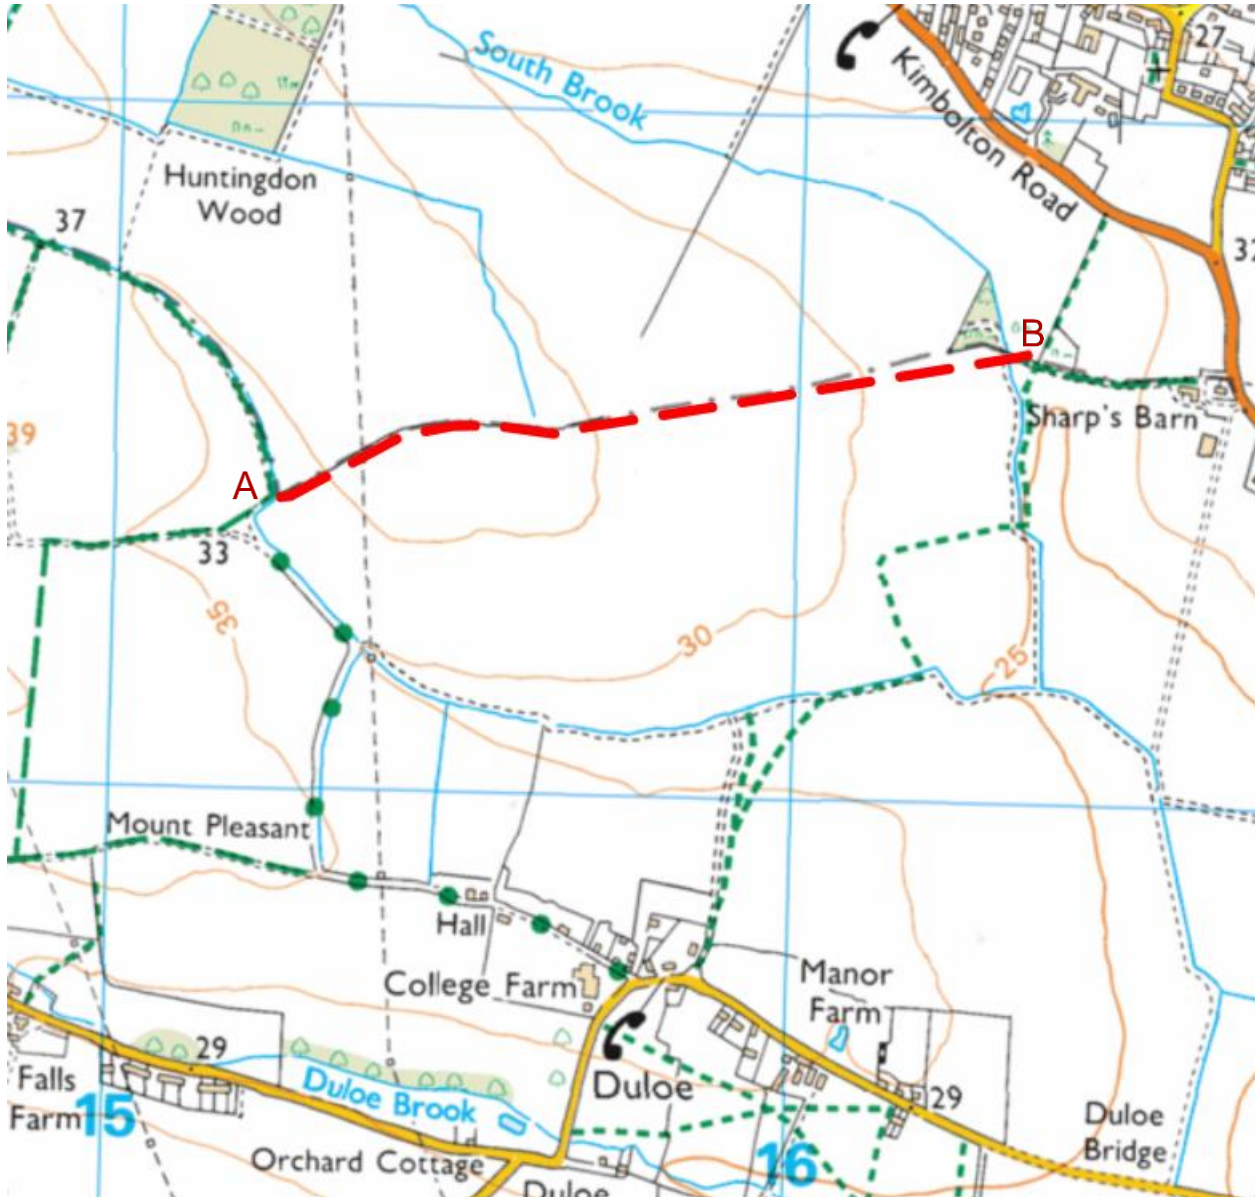 27
South Brook
Kimbolton Road
Huntingdon
Wood
37
32
B
Sharp's Barn
39
A
33
35
30
25
Mount Pleasant
Hall
College Farm
Manor
Farm
29
Falls
Farm
15
Duloe Brook
Duloe
29
Duloe
Bridge
Orchard Cottage
16
Duloe